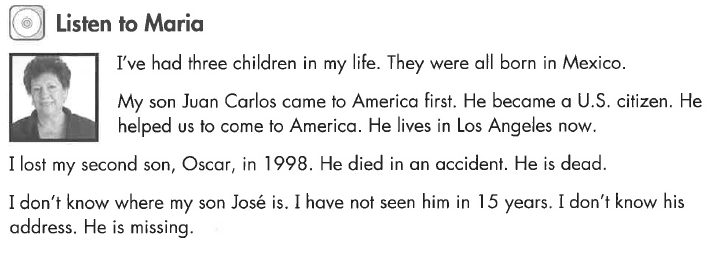 Listen to Maria
I've had three children in my life. They were all born in Mexico.
My son Juan Carlos came to America first. He became a U.S. citizen. He
helped us to come to America. He lives in Los Angeles now.
I lost my second son, Oscar, in 1998. He died in an accident. He is dead.
I don't know where my son José is. I have not seen him in 15 years. I don't know his
address. He is missing.